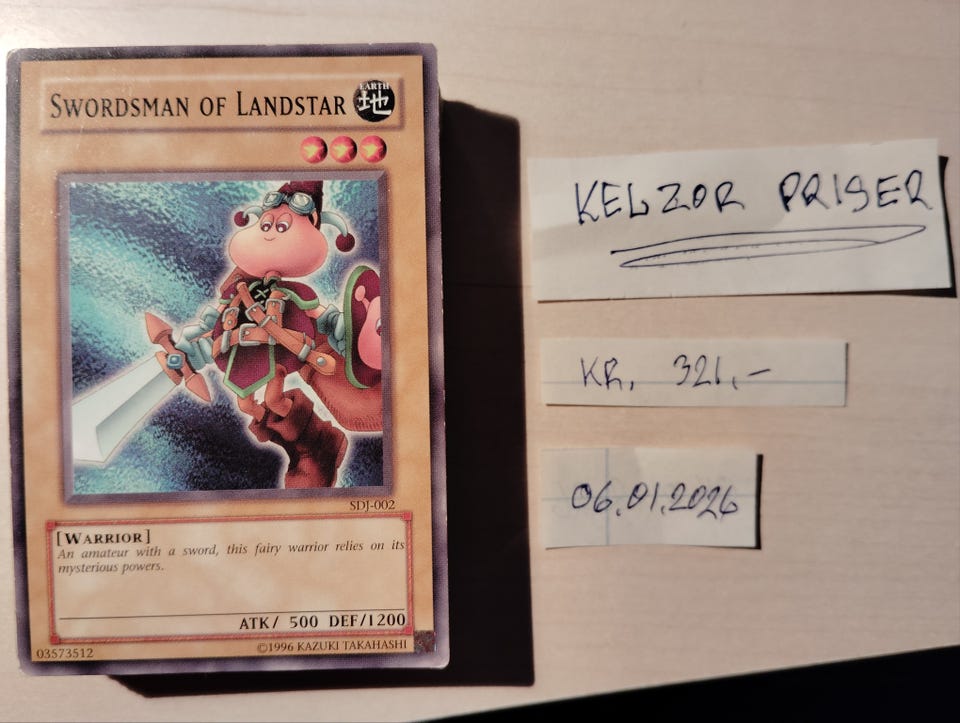 SWORDSMAN OF LANDSTAR
EARTH
地
SDJ-002
[WARRIOR]
An amateur with a sword, this fairy warrior relies on its
mysterious powers.
ATK/ 500 DEF/1200
03573512
©1996 KAZUKI TAKAHASHI
KELZOR PRISER
KR. 321,-
06.01.2026